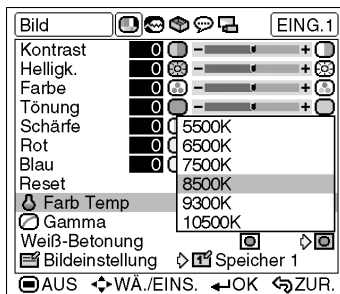 Bild EING.1
Kontrast 0 - +
Helligk. 0 - +
Farbe 0 - +
Tönung 0 - +
Schärfe 0 5500K
Rot 0 6500K
Blau 0 7500K
Reset 8500K
Farb Temp 9300K
Gamma 10500K
Weiß-Betonung
Bildeinstellung Speicher 1
AUS WÄ./EINS. OK ZUR.